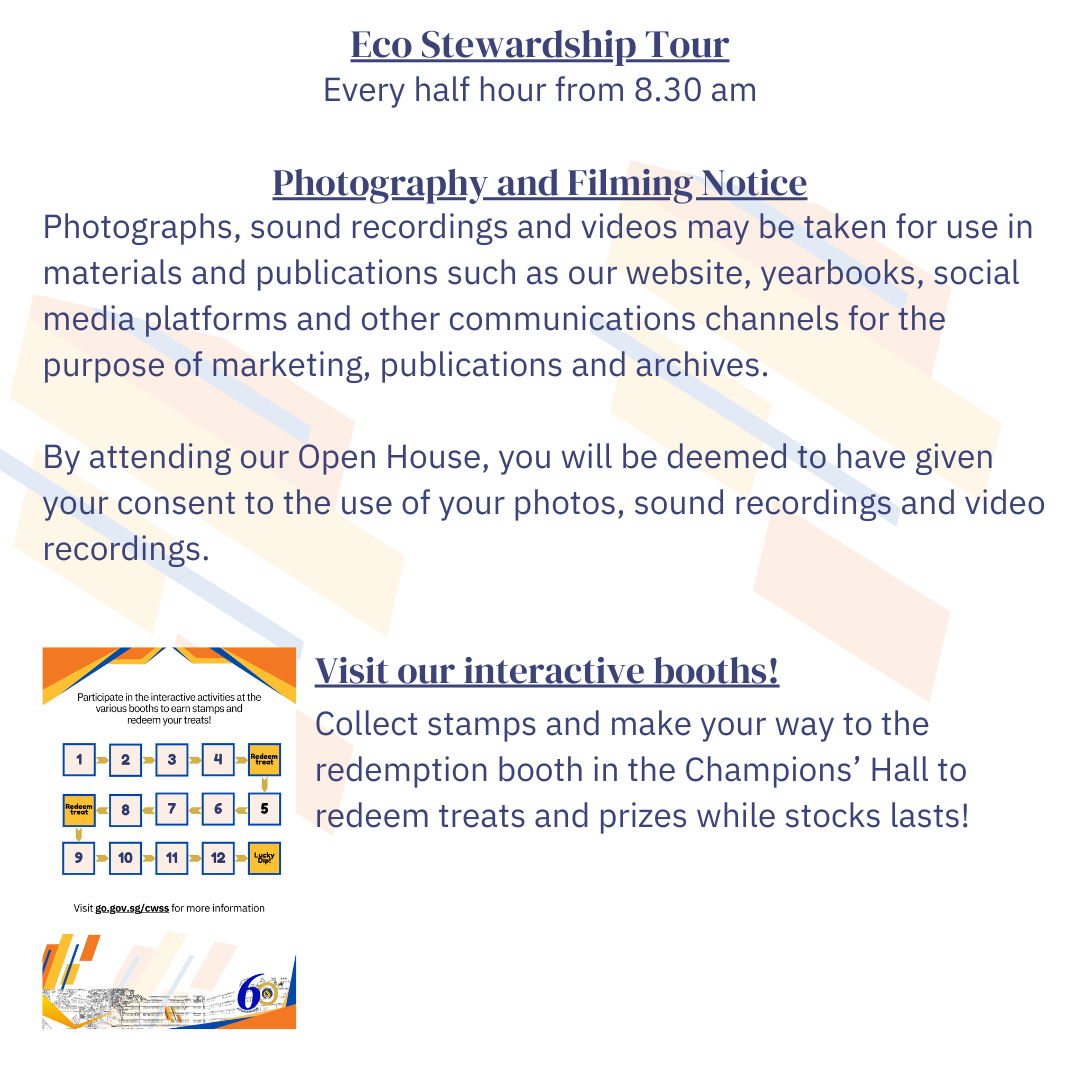 Eco Stewardship Tour
Every half hour from 8.30 am
Photography and Filming Notice
Photographs, sound recordings and videos may be taken for use in
materials and publications such as our website, yearbooks, social
media platforms and other communications channels for the
purpose of marketing, publications and archives.
By attending our Open House, you will be deemed to have given
your consent to the use of your photos, sound recordings and video
recordings.
Participate in the interactive activities at the
various booths to earn stamps and
redeem your treats!
1 2 3 4 Redeem
treat
Redeem
treat 8 7 6 5
9 10 11 12 Lucky
Dip!
Visit go.gov.sg/cwss for more information
60
Visit our interactive booths!
Collect stamps and make your way to the
redemption booth in the Champions’ Hall to
redeem treats and prizes while stocks lasts!